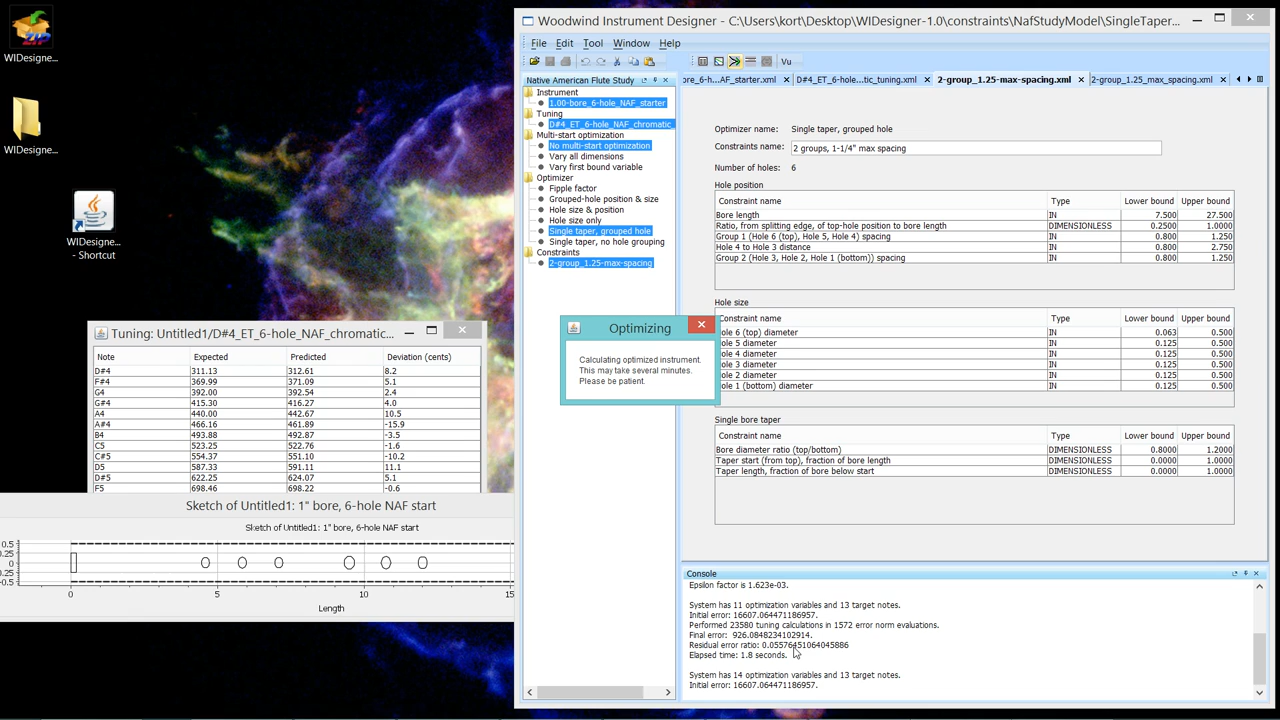 WIDesigne...
WIDesigne...
WIDesigne...
- Shortcut
Woodwind Instrument Designer - C:\Users\kort\Desktop\WIDesigner-1.0\constraints\NafStudyModel\SingleTaper...
File Edit Tool Window Help
Vu
Native American Flute Study
Instrument
1.00-bore_6-hole_NAF_starter
Tuning
D#4_ET_6-hole_NAF_chromatic_
Multi-start optimization
No multi-start optimization
Vary all dimensions
Vary first bound variable
Optimizer
Fipple factor
Grouped-hole position & size
Hole size & position
Hole size only
Single taper, grouped hole
Single taper, no hole grouping
Constraints
2-group_1.25-max-spacing
bore_6-h...AF_starter.xml D#4_ET_6-hole...tic_tuning.xml 2-group_1.25-max-spacing.xml 2-group_1.25_max_spacing.xml
Optimizer name: Single taper, grouped hole
Constraints name: 2 groups, 1-1/4" max spacing
Number of holes: 6
Hole position
Constraint name Type Lower bound Upper bound
Bore length IN 7.500 27.500
Ratio, from splitting edge, of top-hole position to bore length DIMENSIONLESS 0.2500 1.0000
Group 1 (Hole 6 (top), Hole 5, Hole 4) spacing IN 0.800 1.250
Hole 4 to Hole 3 distance IN 0.800 2.750
Group 2 (Hole 3, Hole 2, Hole 1 (bottom)) spacing IN 0.800 1.250
Hole size
Constraint name Type Lower bound Upper bound
ole 6 (top) diameter IN 0.063 0.500
ole 5 diameter IN 0.125 0.500
ole 4 diameter IN 0.125 0.500
ole 3 diameter IN 0.125 0.500
ole 2 diameter IN 0.125 0.500
ole 1 (bottom) diameter IN 0.125 0.500
Single bore taper
Constraint name Type Lower bound Upper bound
Bore diameter ratio (top/bottom) DIMENSIONLESS 0.8000 1.2000
Taper start (from top), fraction of bore length DIMENSIONLESS 0.0000 1.0000
Taper length, fraction of bore below start DIMENSIONLESS 0.0000 1.0000
Optimizing
Calculating optimized instrument.
This may take several minutes.
Please be patient.
Tuning: Untitled1/D#4_ET_6-hole_NAF_chromatic...
Note Expected Predicted Deviation (cents)
D#4 311.13 312.61 8.2
F#4 369.99 371.09 5.1
G4 392.00 392.54 2.4
G#4 415.30 416.27 4.0
A4 440.00 442.67 10.5
A#4 466.16 461.89 -15.9
B4 493.88 492.87 -3.5
C5 523.25 522.76 -1.6
C#5 554.37 551.10 -10.2
D5 587.33 591.11 11.1
D#5 622.25 624.07 5.1
F5 698.46 698.22 -0.6
Sketch of Untitled1: 1" bore, 6-hole NAF start
Sketch of Untitled1: 1" bore, 6-hole NAF start
0.5
0.25
0
0.25
-0.5
0 5 10 15
Length
Console
Epsilon factor is 1.623e-03.
System has 11 optimization variables and 13 target notes.
Initial error: 16607.064471186957.
Performed 23580 tuning calculations in 1572 error norm evaluations.
Final error: 926.0848234102914.
Residual error ratio: 0.05576451064045886
Elapsed time: 1.8 seconds.
System has 14 optimization variables and 13 target notes.
Initial error: 16607.064471186957.